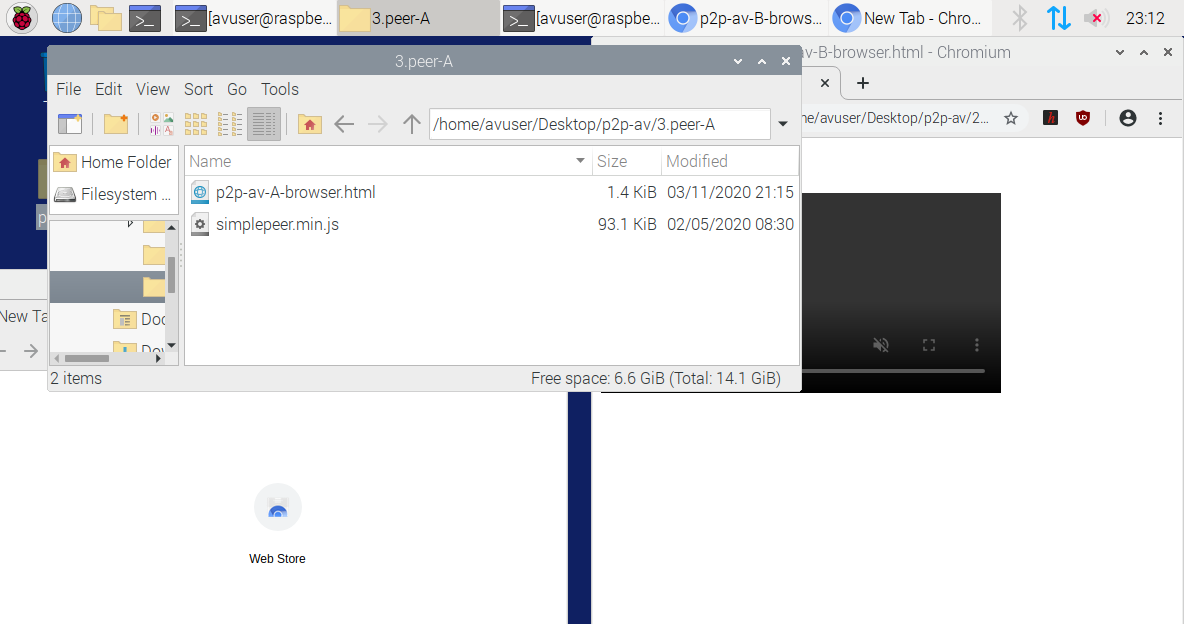 [avuser@raspbe...
3.peer-A
[avuser@raspbe...
p2p-av-B-brows...
New Tab - Chro...
23:12
3.peer-A
av-B-browser.html - Chromium
File Edit View Sort Go Tools
/home/avuser/Desktop/p2p-av/3.peer-A
me/avuser/Desktop/p2p-av/2...
Home Folder
Filesystem ...
Name Size Modified
p2p-av-A-browser.html 1.4 KiB 03/11/2020 21:15
simplepeer.min.js 93.1 KiB 02/05/2020 08:30
New Ta
Doc
Dow
2 items
Free space: 6.6 GiB (Total: 14.1 GiB)
Web Store